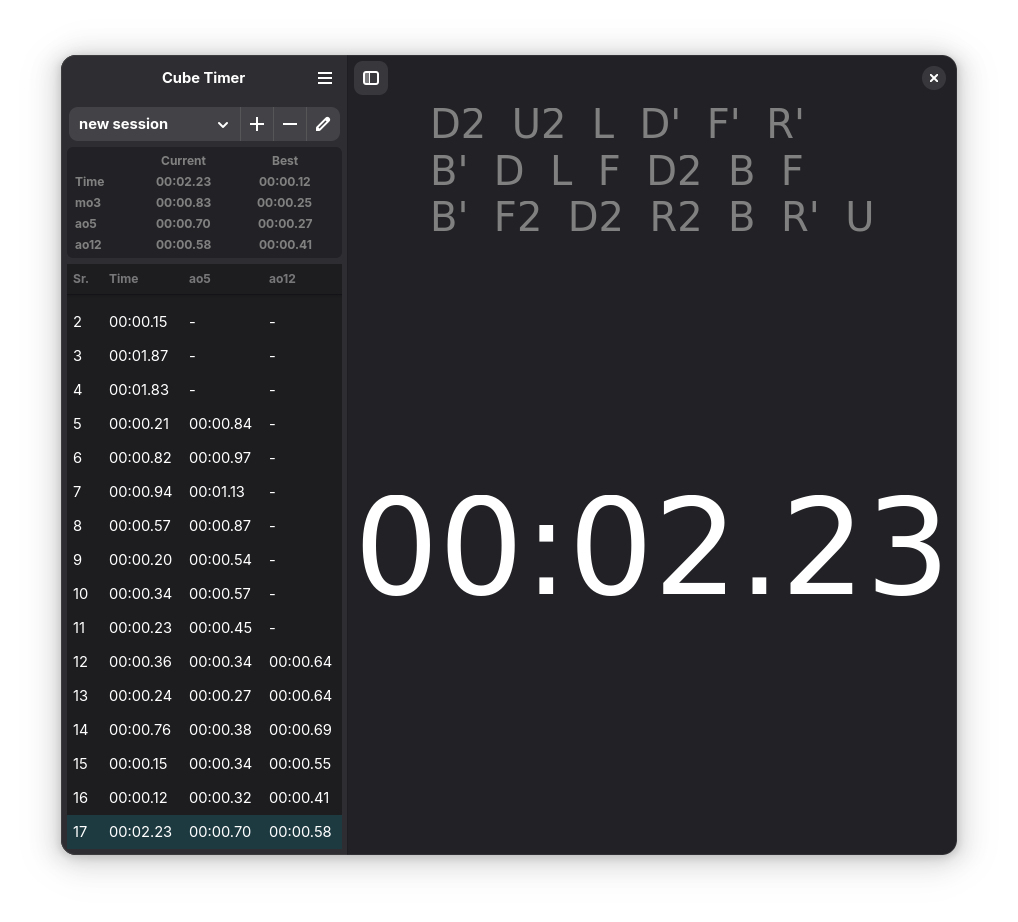 Cube Timer
new session
Current Best
Time 00:02.23 00:00.12
mo3 00:00.83 00:00.25
ao5 00:00.70 00:00.27
ao12 00:00.58 00:00.41
Sr. Time ao5 ao12
2 00:00.15 - -
3 00:01.87 - -
4 00:01.83 - -
5 00:00.21 00:00.84 -
6 00:00.82 00:00.97 -
7 00:00.94 00:01.13 -
8 00:00.57 00:00.87 -
9 00:00.20 00:00.54 -
10 00:00.34 00:00.57 -
11 00:00.23 00:00.45 -
12 00:00.36 00:00.34 00:00.64
13 00:00.24 00:00.27 00:00.64
14 00:00.76 00:00.38 00:00.69
15 00:00.15 00:00.34 00:00.55
16 00:00.12 00:00.32 00:00.41
17 00:02.23 00:00.70 00:00.58
D2 U2 L D' F' R'
B' D L F D2 B F
B' F2 D2 R2 B R' U
00:02.23